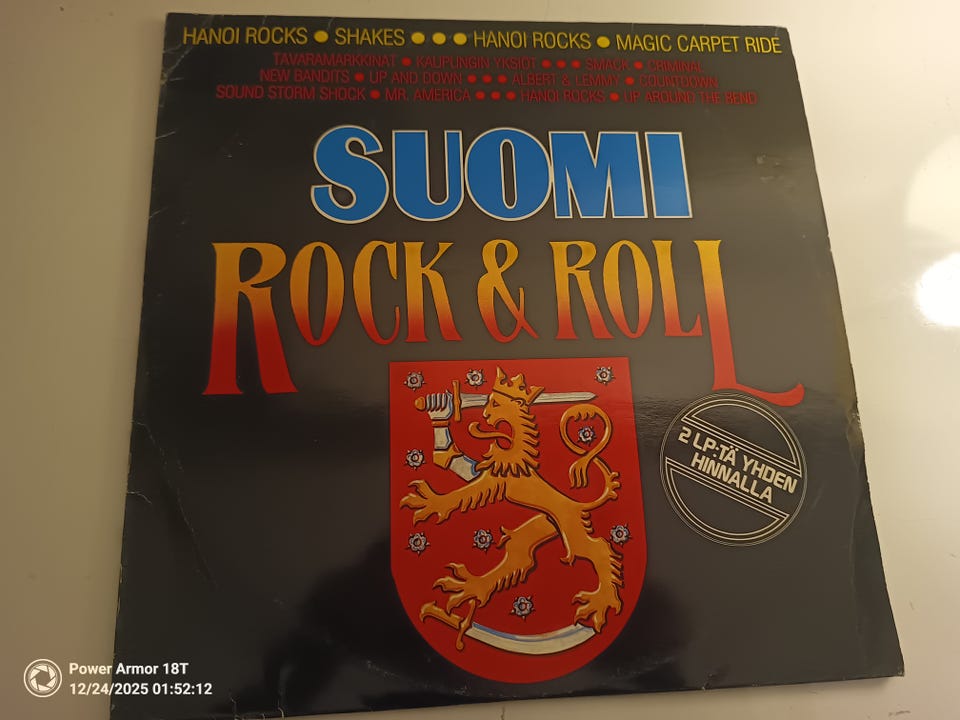 HANOI ROCKS ● SHAKES ● ● ● HANOI ROCKS ● MAGIC CARPET RIDE
TAVARAMARKKINAT ● KAUPUNGIN YKSIÖT ● ● ● SMACK ● CRIMINAL
NEW BANDITS ● UP AND DOWN ● ● ● ALBERT & LEMMY ● COUNTDOWN
SOUND STORM SHOCK ● MR. AMERICA ● ● ● HANOI ROCKS ● UP AROUND THE BEND
SUOMI
ROCK & ROLL
2 LP:TÄ YHDEN
HINNALLA
Power Armor 18T
12/24/2025 01:52:12